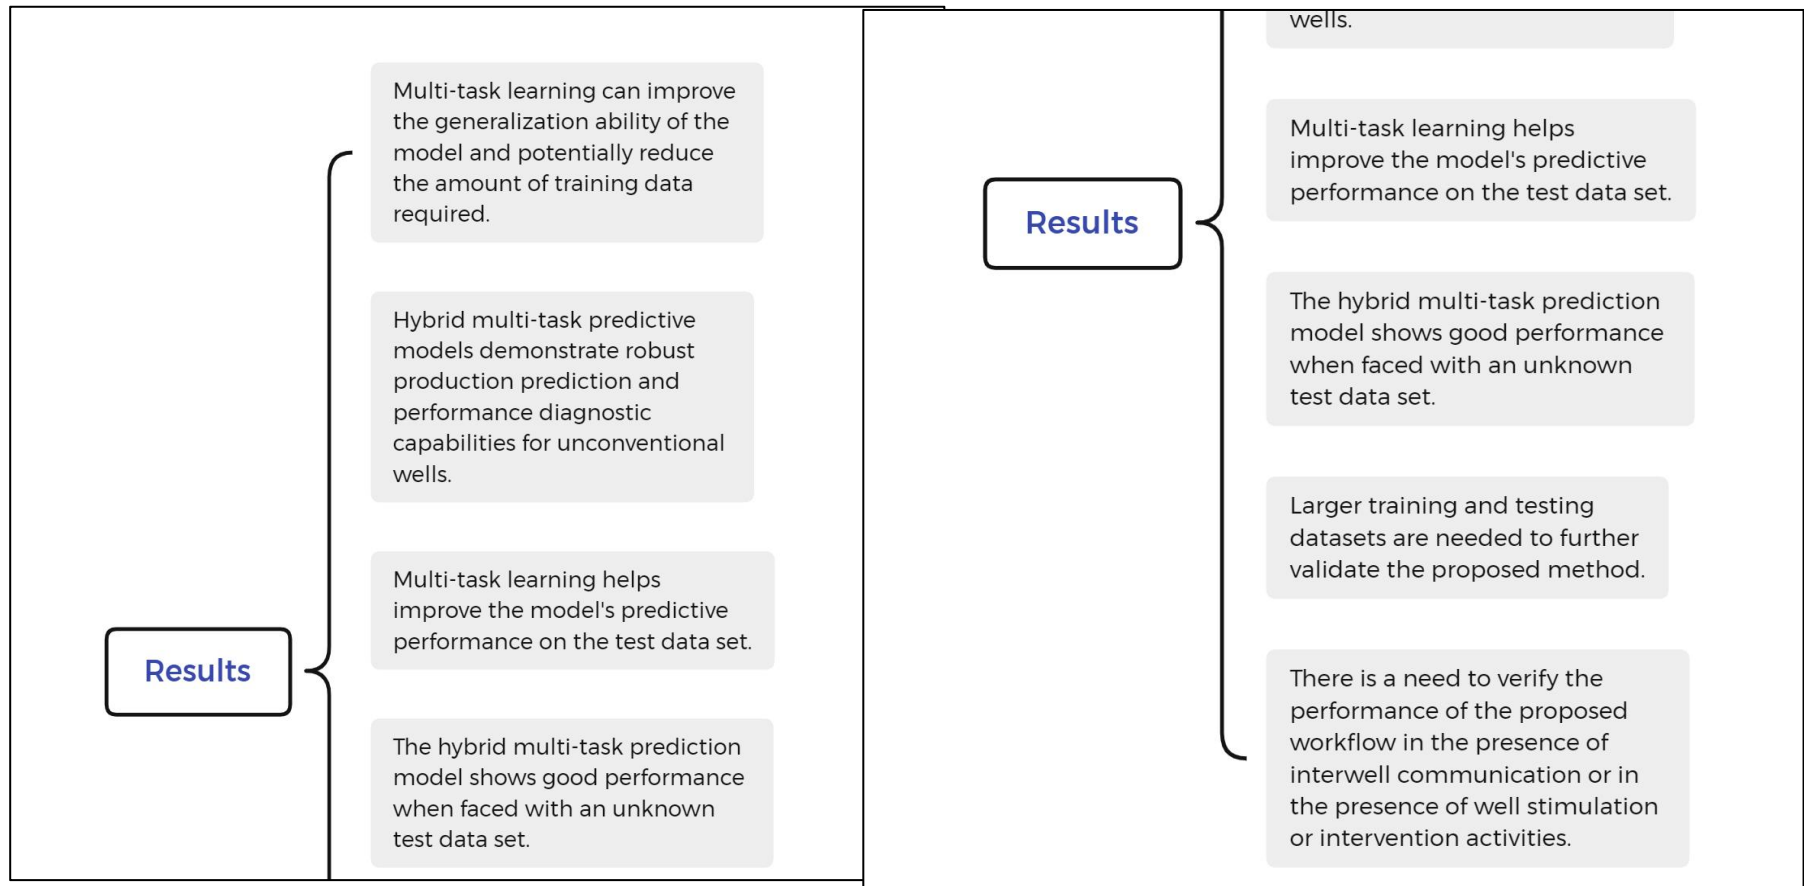 Multi-task learning can improve
the generalization ability of the
model and potentially reduce
the amount of training data
required.
Hybrid multi-task predictive
models demonstrate robust
production prediction and
performance diagnostic
capabilities for unconventional
wells.
Multi-task learning helps
improve the model's predictive
performance on the test data set.
Results
The hybrid multi-task prediction
model shows good performance
when faced with an unknown
test data set.
wells.
Multi-task learning helps
improve the model's predictive
performance on the test data set.
Results
The hybrid multi-task prediction
model shows good performance
when faced with an unknown
test data set.
Larger training and testing
datasets are needed to further
validate the proposed method.
There is a need to verify the
performance of the proposed
workflow in the presence of
interwell communication or in
the presence of well stimulation
or intervention activities.